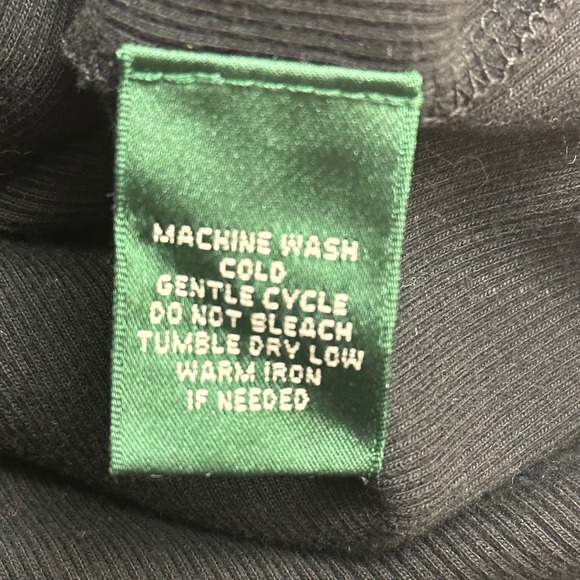 MACHINE WASH
COLD
GENTLE CYCLE
DO NOT BLEACH
TUMBLE DRY LOW
WARM IRON
IF NEEDED